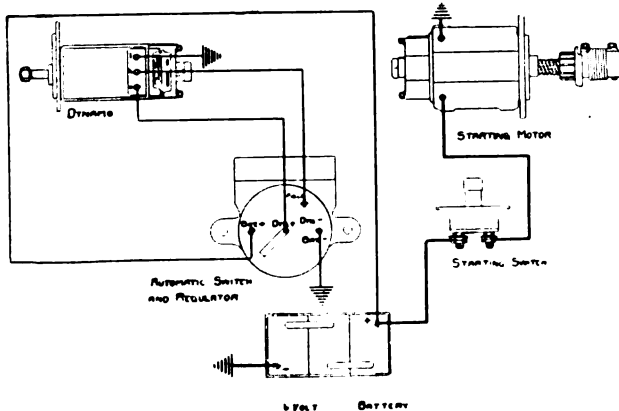 DYNAMO
STARTING MOTOR
STARTING SWITCH
AUTOMATIC SWITCH
AND REGULATOR
+
-
6 VOLT BATTERY